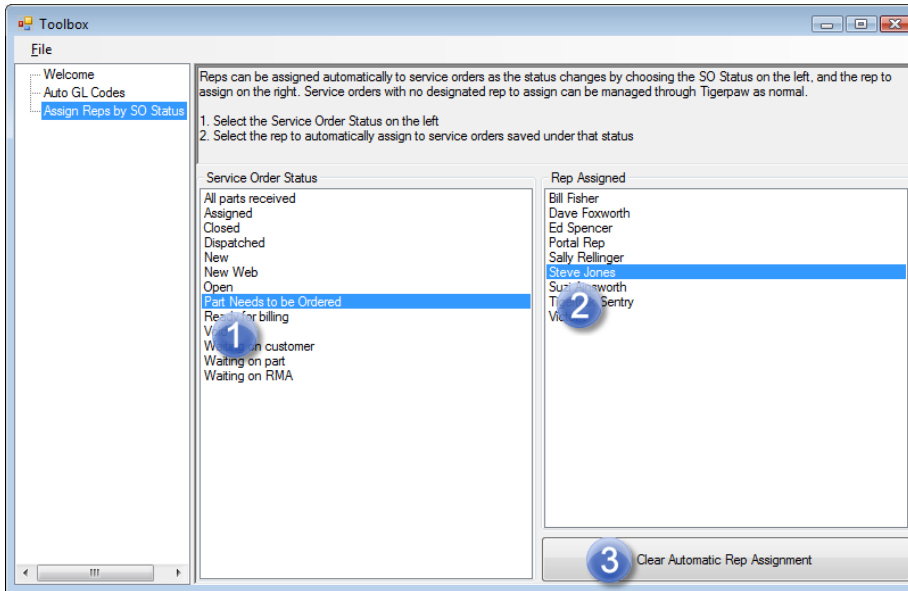 Toolbox
File
Welcome
Auto GL Codes
Assign Reps by SO Status
Reps can be assigned automatically to service orders as the status changes by choosing the SO Status on the left, and the rep to
assign on the right. Service orders with no designated rep to assign can be managed through Tigerpaw as normal.
1. Select the Service Order Status on the left
2. Select the rep to automatically assign to service orders saved under that status
Service Order Status
All parts received
Assigned
Closed
Dispatched
New
New Web
Open
Part Needs to be Ordered
Ready for billing
1
Waiting on customer
Waiting on part
Waiting on RMA
Rep Assigned
Bill Fisher
Dave Foxworth
Ed Spencer
Portal Rep
Sally Rellinger
Steve Jones
Sentry
2
3
Clear Automatic Rep Assignment